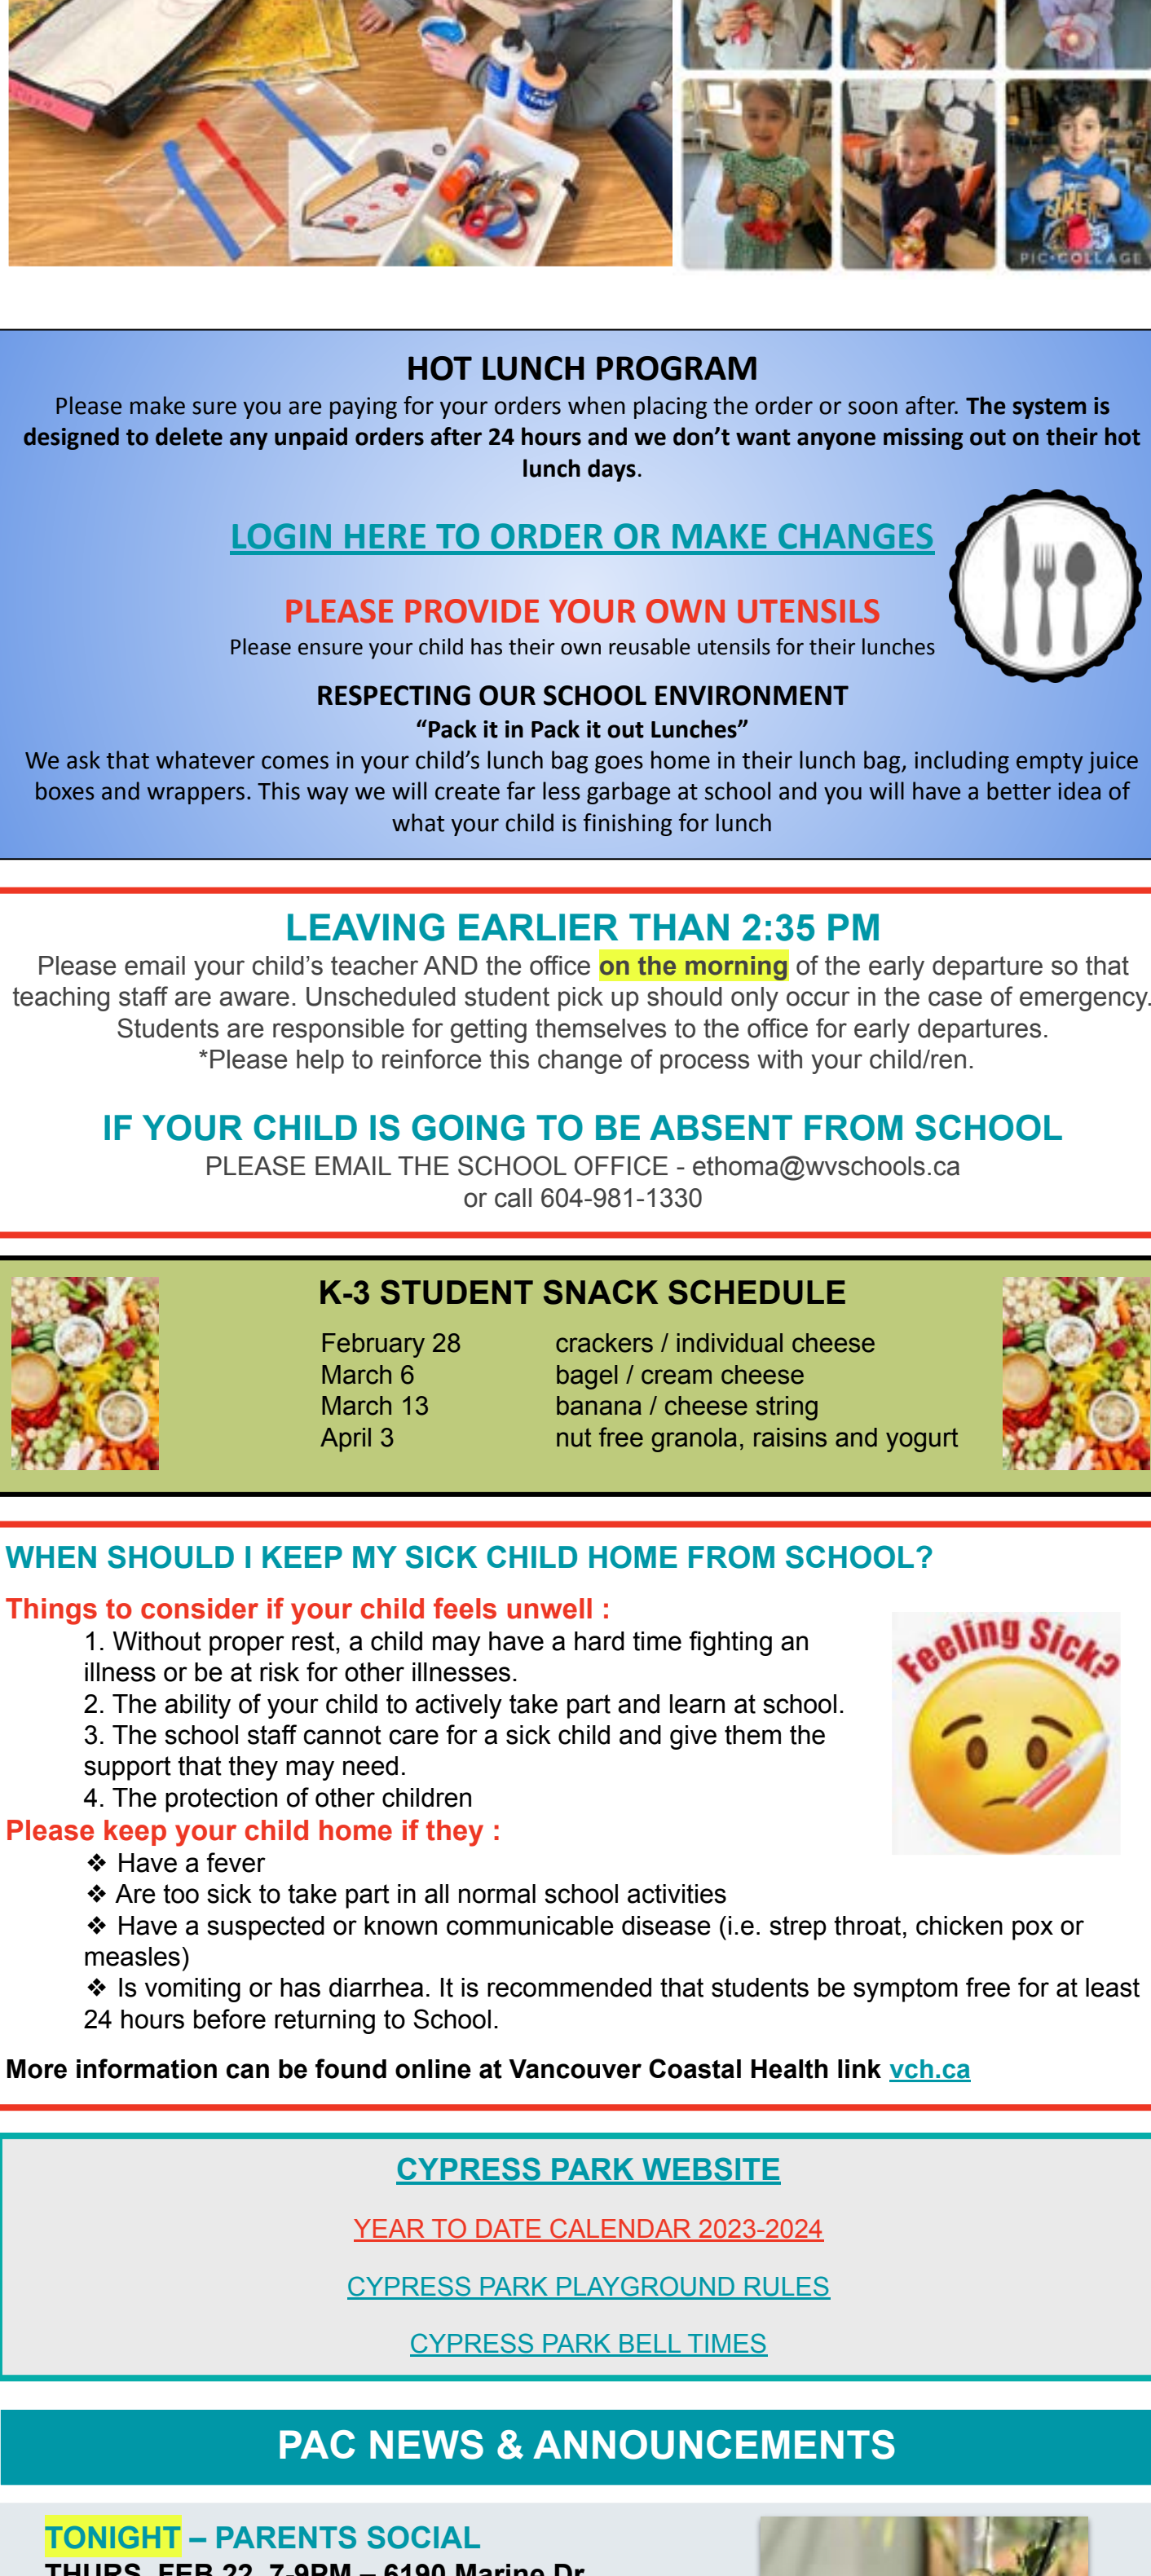 PIC•COLLAGE
HOT LUNCH PROGRAM
Please make sure you are paying for your orders when placing the order or soon after. The system is
designed to delete any unpaid orders after 24 hours and we don’t want anyone missing out on their hot
lunch days.
LOGIN HERE TO ORDER OR MAKE CHANGES
PLEASE PROVIDE YOUR OWN UTENSILS
Please ensure your child has their own reusable utensils for their lunches
RESPECTING OUR SCHOOL ENVIRONMENT
“Pack it in Pack it out Lunches”
We ask that whatever comes in your child’s lunch bag goes home in their lunch bag, including empty juice
boxes and wrappers. This way we will create far less garbage at school and you will have a better idea of
what your child is finishing for lunch
LEAVING EARLIER THAN 2:35 PM
Please email your child’s teacher AND the office on the morning of the early departure so that
teaching staff are aware. Unscheduled student pick up should only occur in the case of emergency.
Students are responsible for getting themselves to the office for early departures.
*Please help to reinforce this change of process with your child/ren.
IF YOUR CHILD IS GOING TO BE ABSENT FROM SCHOOL
PLEASE EMAIL THE SCHOOL OFFICE - ethoma@wvschools.ca
or call 604-981-1330
K-3 STUDENT SNACK SCHEDULE
February 28 crackers / individual cheese
March 6 bagel / cream cheese
March 13 banana / cheese string
April 3 nut free granola, raisins and yogurt
WHEN SHOULD I KEEP MY SICK CHILD HOME FROM SCHOOL?
Things to consider if your child feels unwell :
Feeling Sick?
1. Without proper rest, a child may have a hard time fighting an
illness or be at risk for other illnesses.
2. The ability of your child to actively take part and learn at school.
3. The school staff cannot care for a sick child and give them the
support that they may need.
4. The protection of other children
Please keep your child home if they :
❖ Have a fever
❖ Are too sick to take part in all normal school activities
❖ Have a suspected or known communicable disease (i.e. strep throat, chicken pox or
measles)
❖ Is vomiting or has diarrhea. It is recommended that students be symptom free for at least
24 hours before returning to School.
More information can be found online at Vancouver Coastal Health link vch.ca
CYPRESS PARK WEBSITE
YEAR TO DATE CALENDAR 2023-2024
CYPRESS PARK PLAYGROUND RULES
CYPRESS PARK BELL TIMES
PAC NEWS & ANNOUNCEMENTS
TONIGHT – PARENTS SOCIAL
THURS, FEB 22, 7-9PM – 6190 Marine Dr